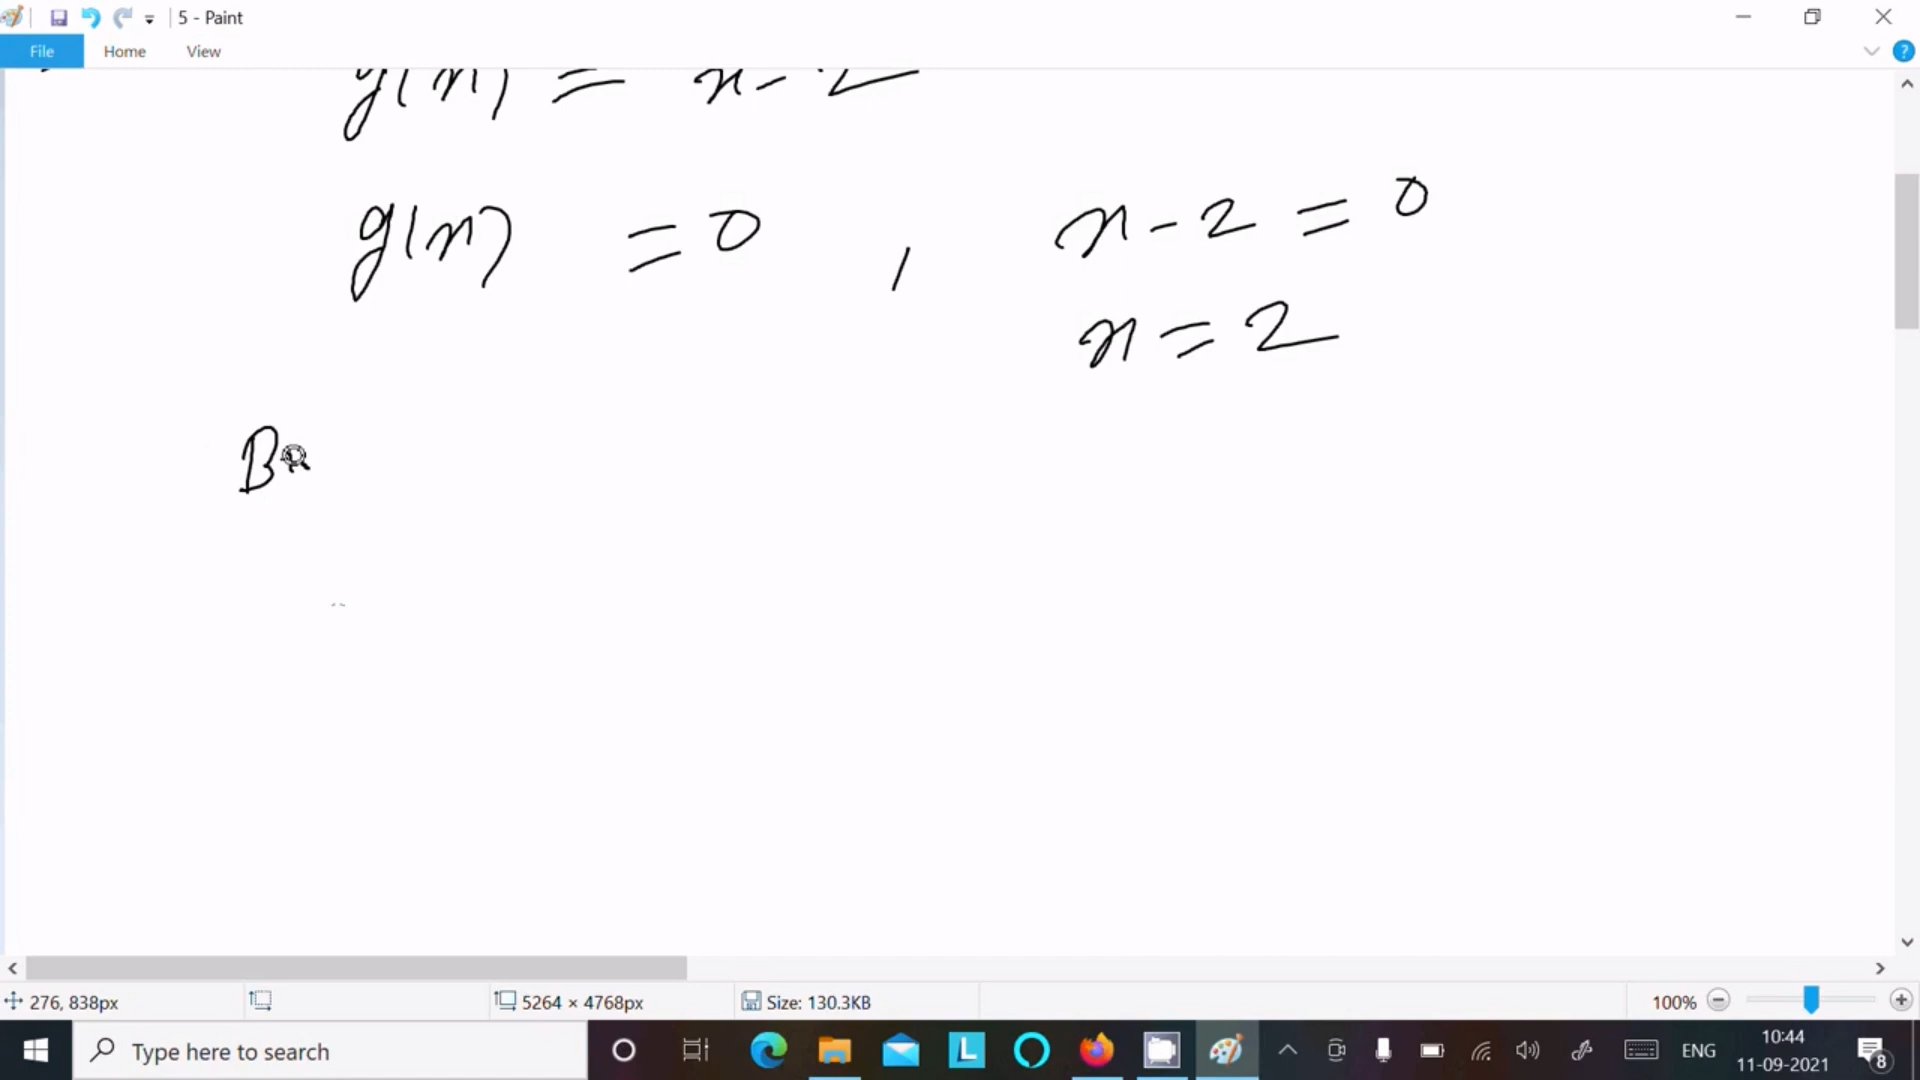 5 - Paint
File Home View
g(x) = x - 2
g(x) = 0 , x - 2 = 0
x = 2
B
276, 838px 5264 × 4768px Size: 130.3KB 100%
Type here to search L ENG 10:44
11-09-2021 8